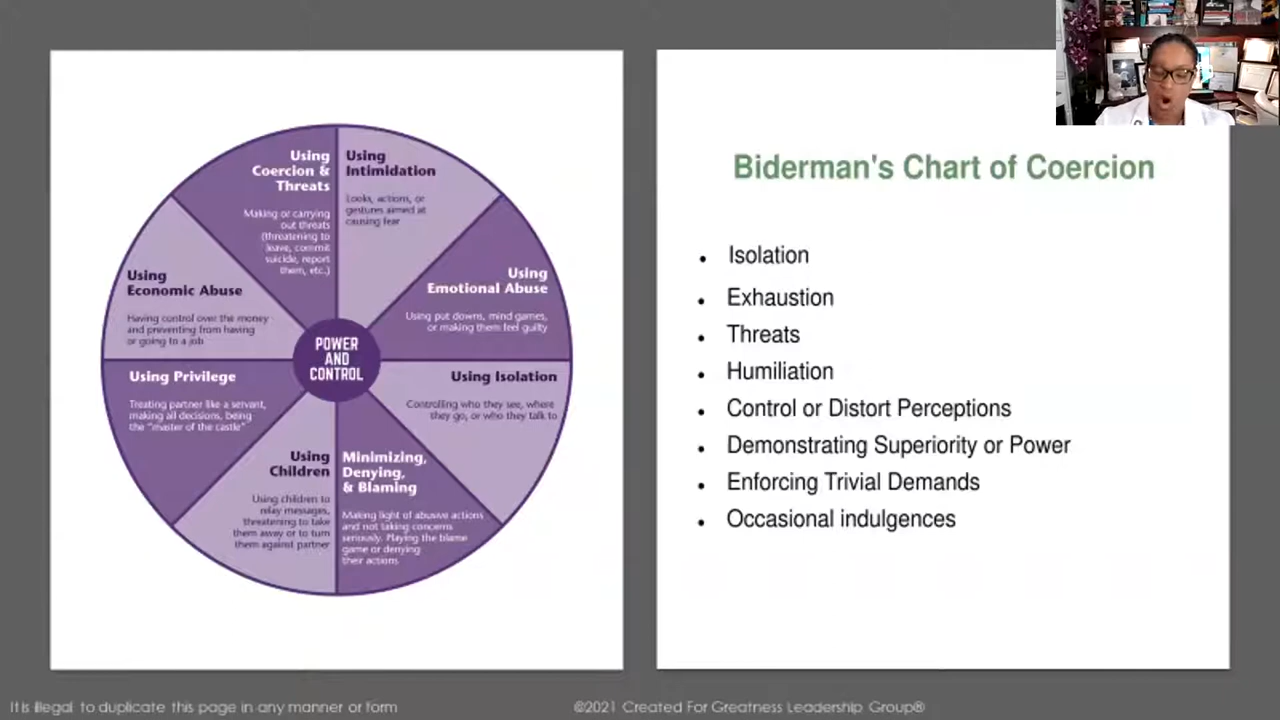 Using
Coercion &
Threats
Making or carrying
out threats
(threatening to
leave, commit
suicide, report
them, etc.)
Using
Intimidation
Looks, actions, or
gestures aimed at
causing fear
Using
Emotional Abuse
Using put downs, mind games,
or making them feel guilty
Using Isolation
Controlling who they see, where
they go, or who they talk to
Minimizing,
Denying,
& Blaming
Making light of abusive actions
and not taking concerns
seriously. Playing the blame
game or denying
their actions
Using
Children
Using children to
relay messages,
threatening to take
them away or to turn
them against partner
Using Privilege
Treating partner like a servant,
making all decisions, being
the "master of the castle"
Using
Economic Abuse
Having control over the money
and preventing from having
or going to a job
POWER
AND
CONTROL
Biderman's Chart of Coercion
• Isolation
• Exhaustion
• Threats
• Humiliation
• Control or Distort Perceptions
• Demonstrating Superiority or Power
• Enforcing Trivial Demands
• Occasional indulgences
It is illegal to duplicate this page in any manner or form
©2021 Created For Greatness Leadership Group®